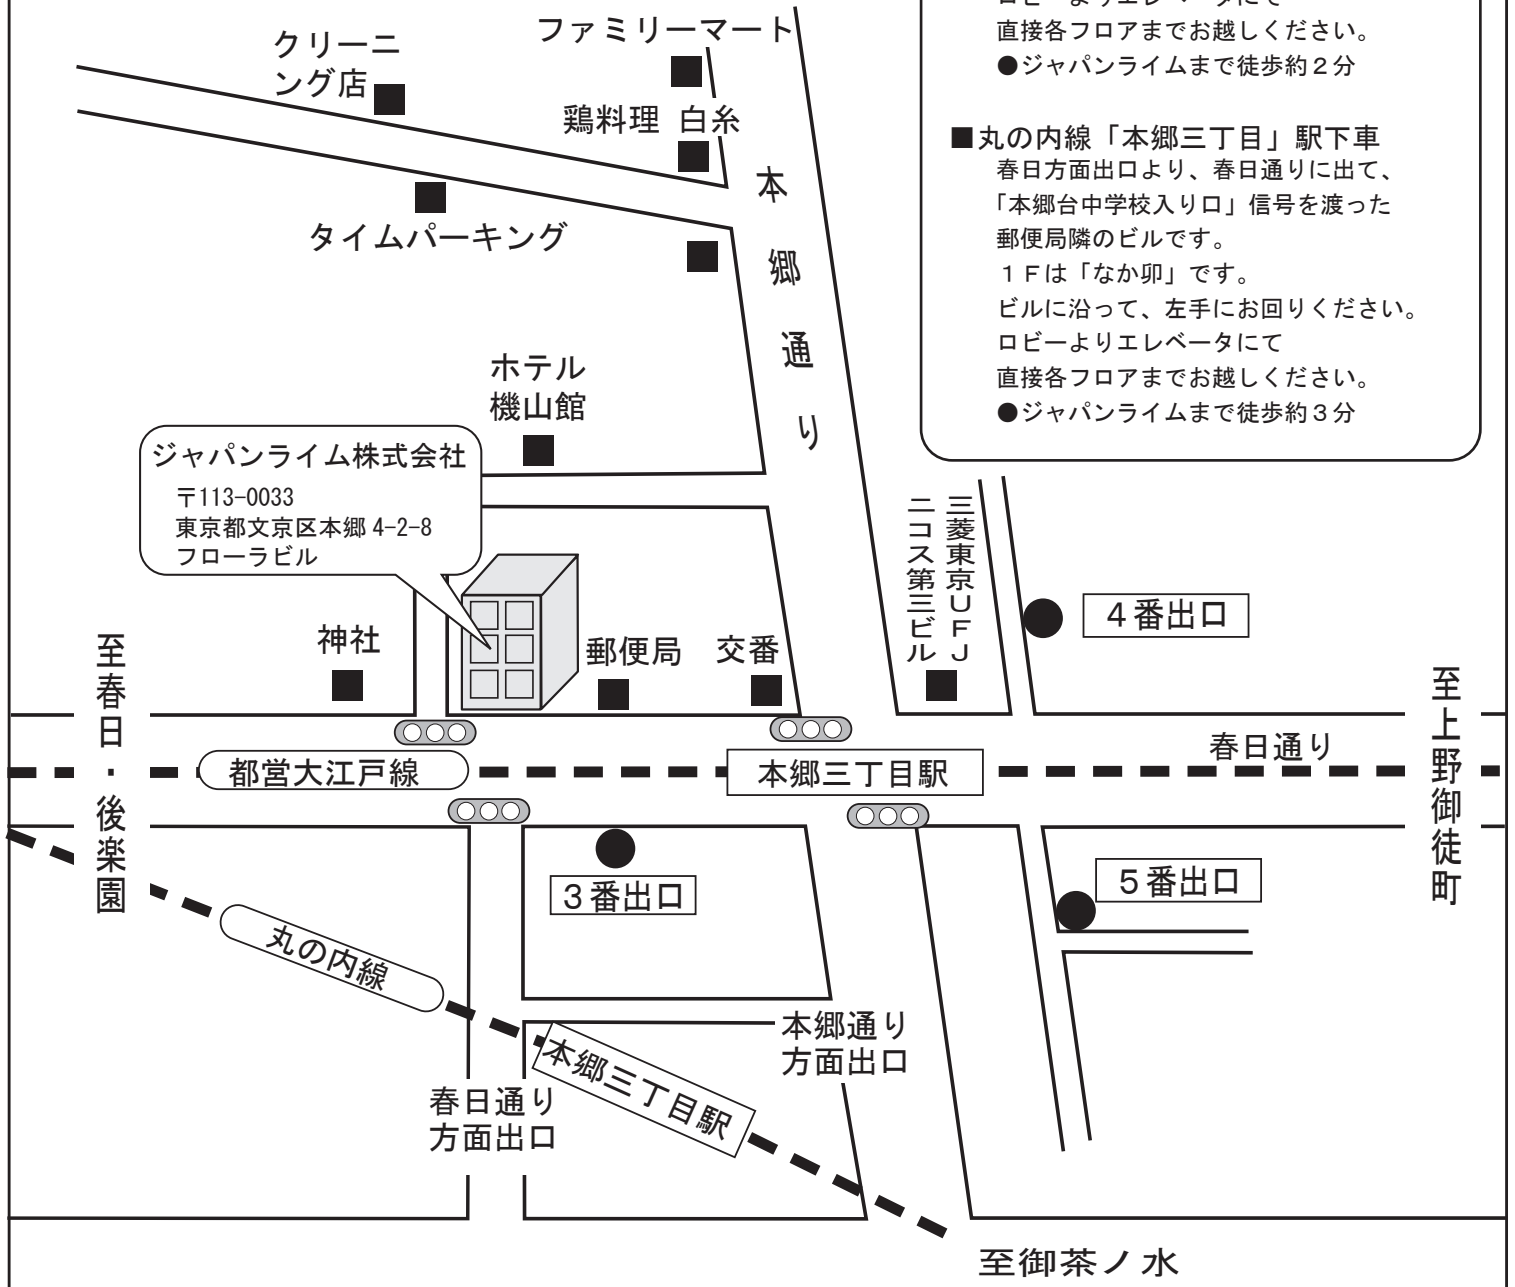 ロビーよりエレベータにて
直接各フロアまでお越しください。
●ジャパンライムまで徒歩約２分
■丸の内線「本郷三丁目」駅下車
春日方面出口より、春日通りに出て、
「本郷台中学校入り口」信号を渡った
郵便局隣のビルです。
１Ｆは「なか卯」です。
ビルに沿って、左手にお回りください。
ロビーよりエレベータにて
直接各フロアまでお越しください。
●ジャパンライムまで徒歩約３分
ファミリーマート
クリーニ
ング店
鶏料理 白糸
タイムパーキング
本郷通り
ホテル
機山館
ジャパンライム株式会社
〒113-0033
東京都文京区本郷 4-2-8
フローラビル
三菱東京ＵＦＪ
ニコス第三ビル
４番出口
神社
郵便局
交番
至春日・後楽園
至上野御徒町
春日通り
都営大江戸線
本郷三丁目駅
３番出口
５番出口
丸の内線
本郷三丁目駅
本郷通り
方面出口
春日通り
方面出口
至御茶ノ水